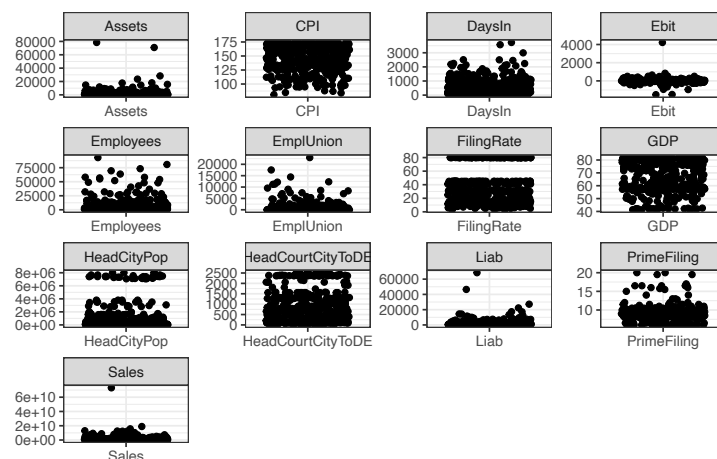 Assets CPI DaysIn Ebit
80000 60000 40000 20000 0
175 150 125 100
3000 2000 1000 0
4000 2000 0
Assets CPI DaysIn Ebit
Employees EmplUnion FilingRate GDP
75000 50000 25000 0
20000 15000 10000 5000 0
80 60 40 20 0
80 70 60 50 40
Employees EmplUnion FilingRate GDP
HeadCityPop HeadCourtCityToDE Liab PrimeFiling
8e+06 6e+06 4e+06 2e+06 0e+00
2500 2000 1500 1000 500 0
60000 40000 20000 0
20 15 10
HeadCityPop HeadCourtCityToDE Liab PrimeFiling
Sales
6e+10
4e+10
2e+10
0e+00
Sales